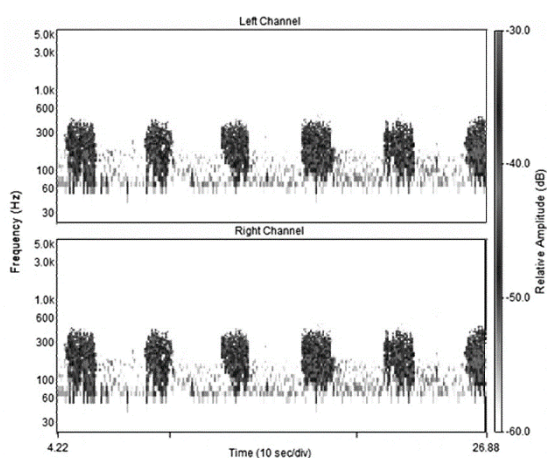 Left Channel
5.0k
3.0k
1.0k
600
300
100
60
30
-30.0
-40.0
-50.0
-60.0
Relative Amplitude (dB)
Frequency (Hz)
Right Channel
5.0k
3.0k
1.0k
600
300
100
60
30
4.22
Time (10 sec/div)
26.88